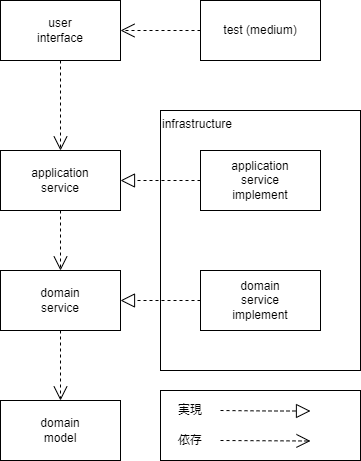 user
interface
test (medium)
infrastructure
application
service
application
service
implement
domain
service
domain
service
implement
domain
model
実現
依存